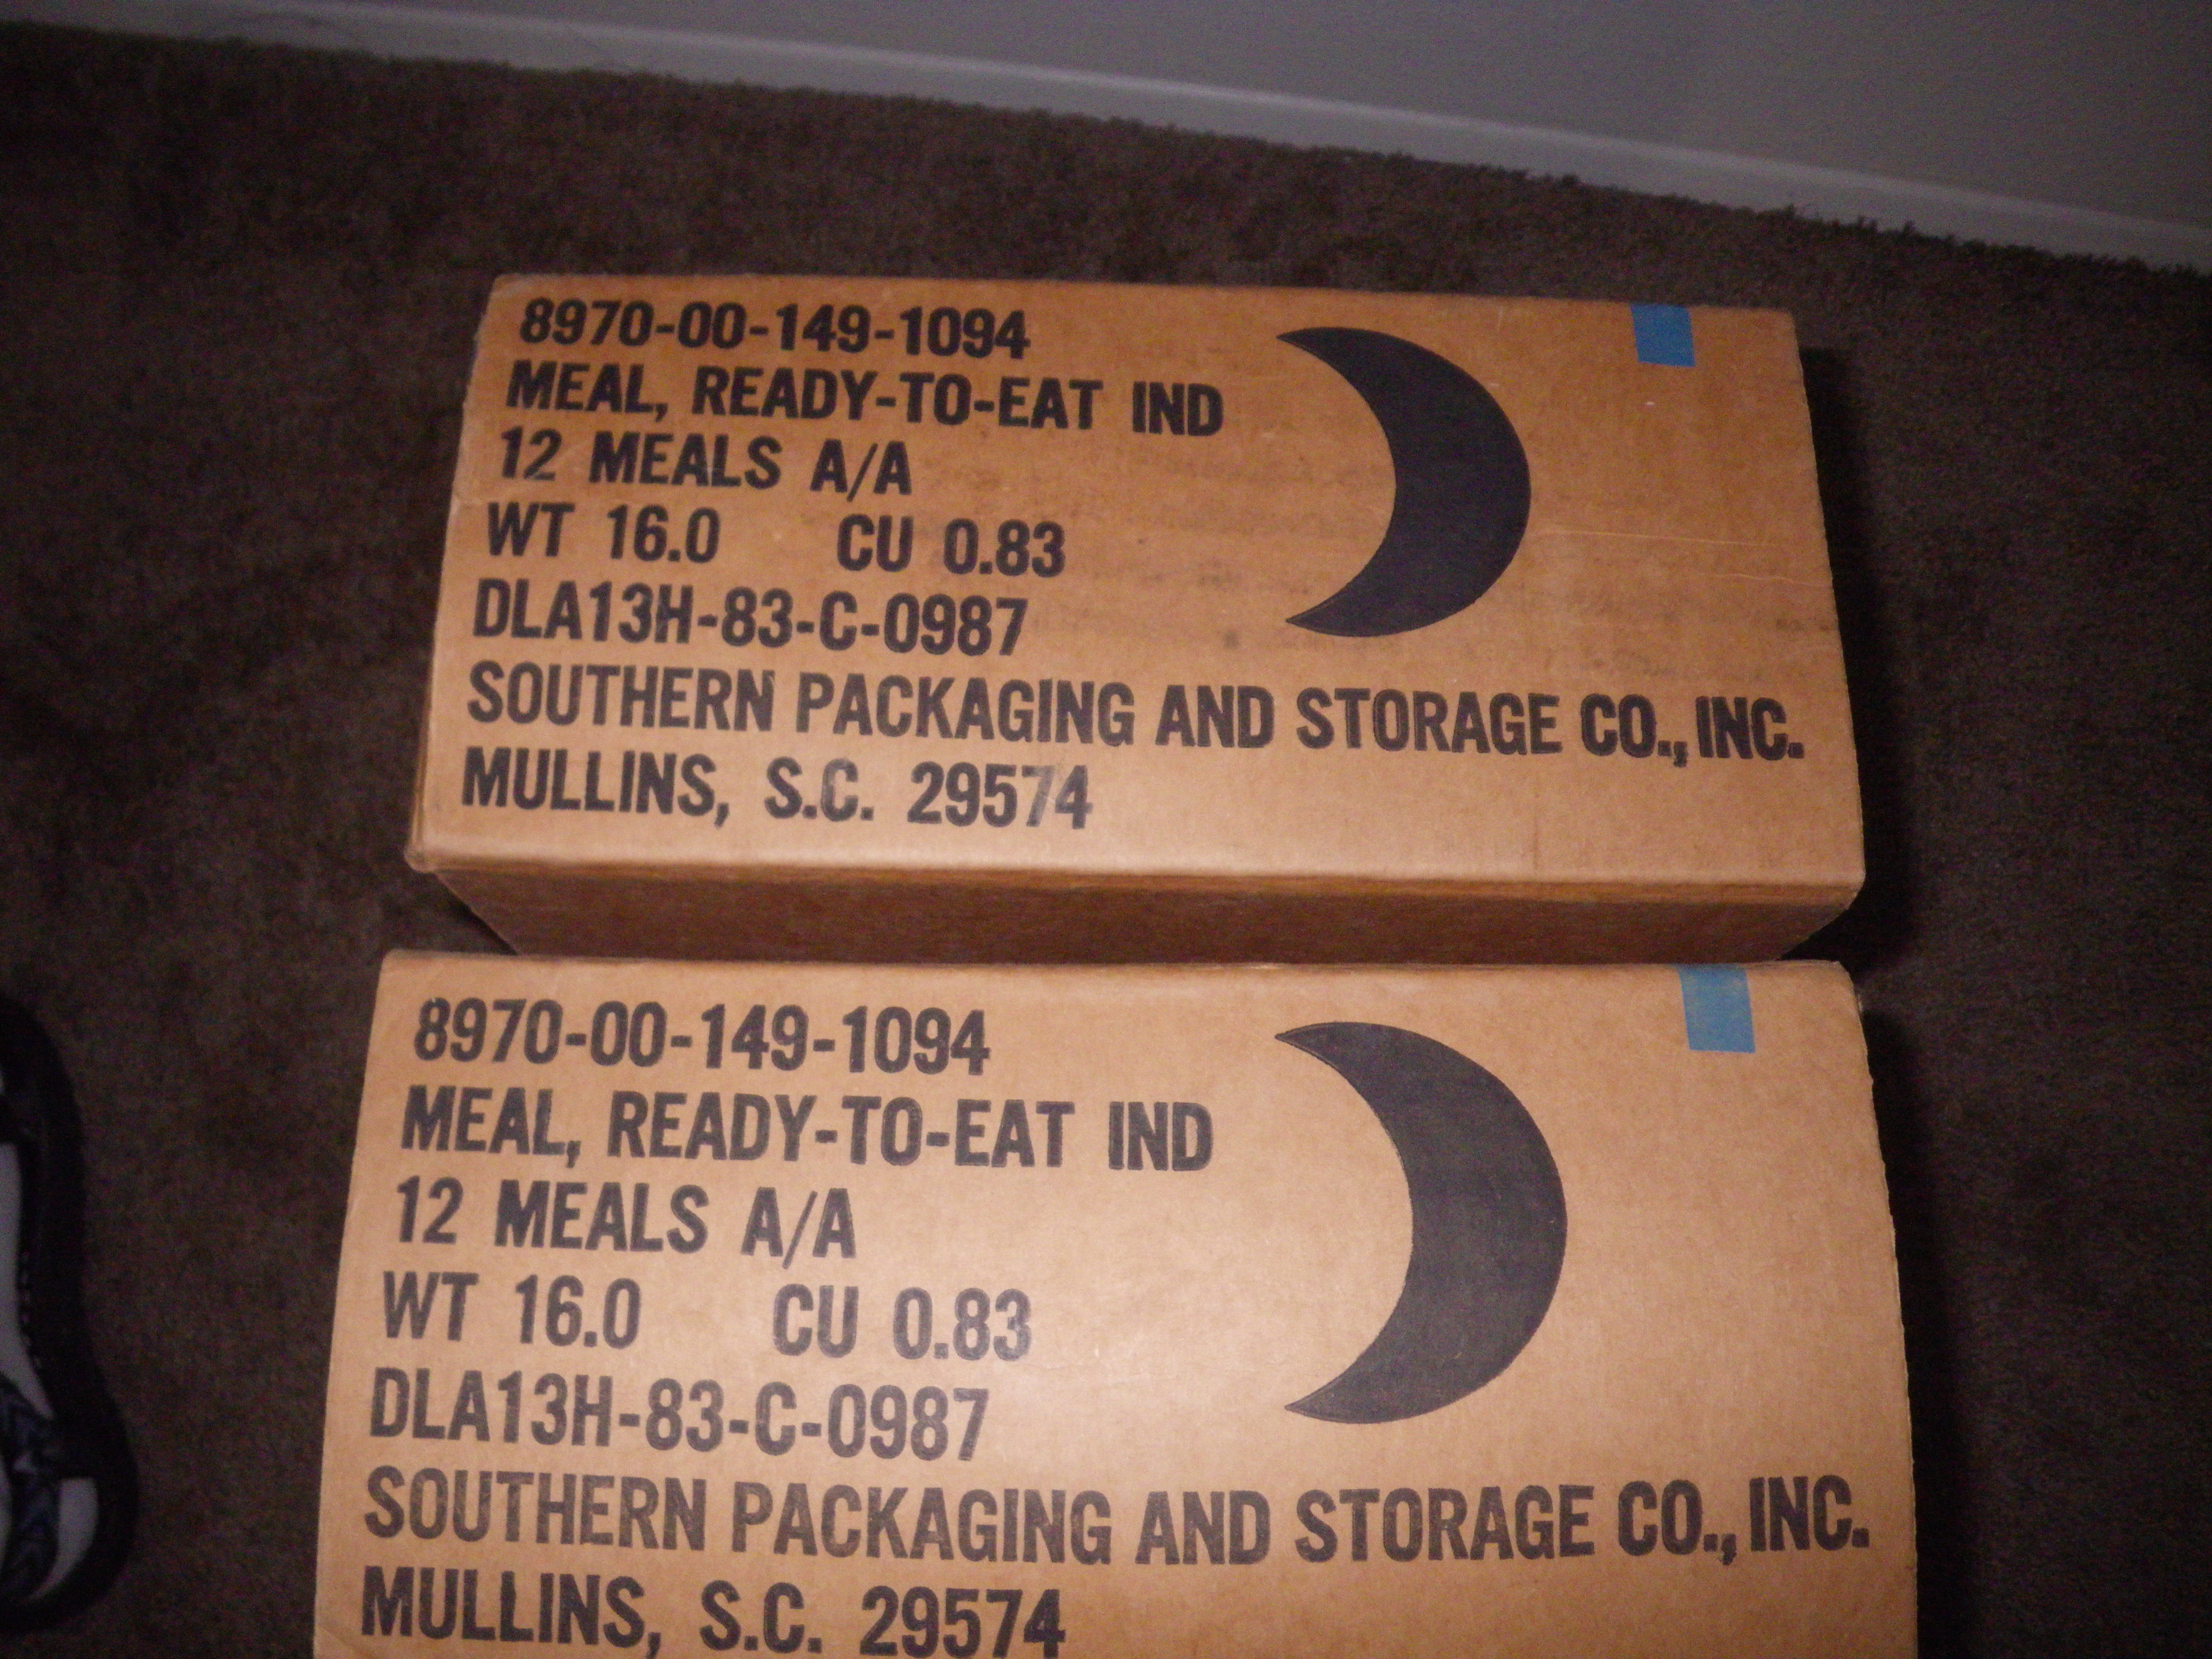 8970-00-149-1094
MEAL, READY-TO-EAT IND
12 MEALS A/A
WT 16.0 CU 0.83
DLA13H-83-C-0987
SOUTHERN PACKAGING AND STORAGE CO., INC.
MULLINS, S.C. 29574
8970-00-149-1094
MEAL, READY-TO-EAT IND
12 MEALS A/A
WT 16.0 CU 0.83
DLA13H-83-C-0987
SOUTHERN PACKAGING AND STORAGE CO., INC.
MULLINS, S.C. 29574